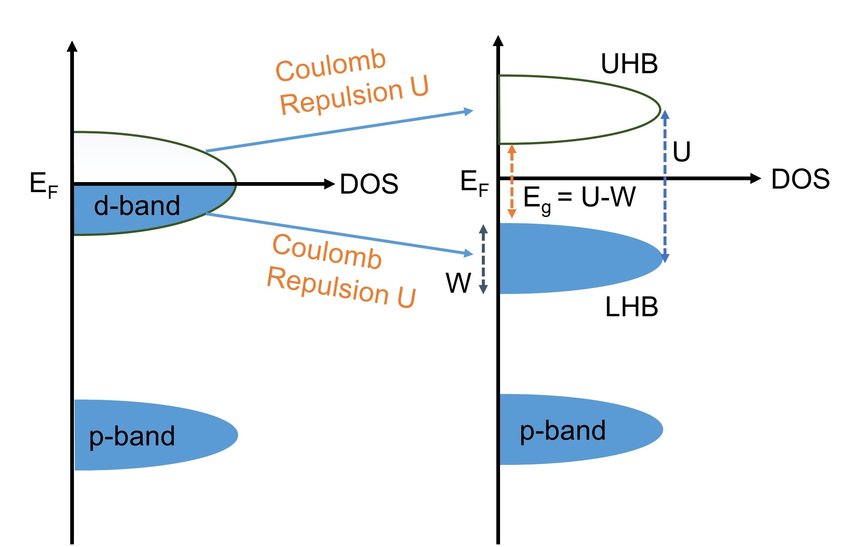 Coulomb
Repulsion U
E_F
DOS
d-band
Coulomb
Repulsion U
p-band
UHB
U
E_F
DOS
E_g = U-W
W
LHB
p-band